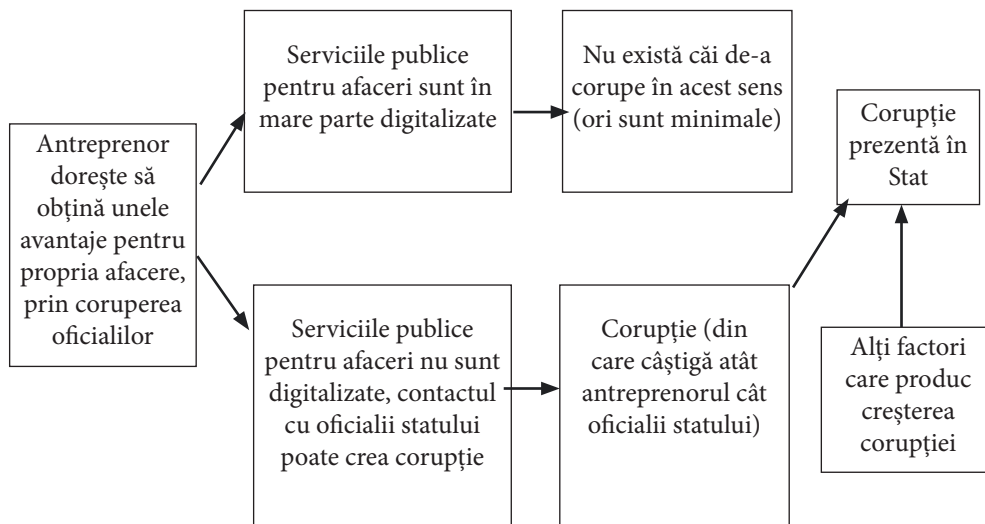 Antreprenor
dorește să
obțină unele
avantaje pentru
propria afacere,
prin coruperea
oficialilor
Serviciile publice
pentru afaceri sunt în
mare parte digitalizate
Nu există căi de-a
corupe în acest sens
(ori sunt minimale)
Serviciile publice
pentru afaceri nu sunt
digitalizate, contactul
cu oficialii statului
poate crea corupție
Corupție (din
care câștigă atât
antreprenorul cât
oficialii statului)
Corupție
prezentă în
Stat
Alți factori
care produc
creșterea
corupției